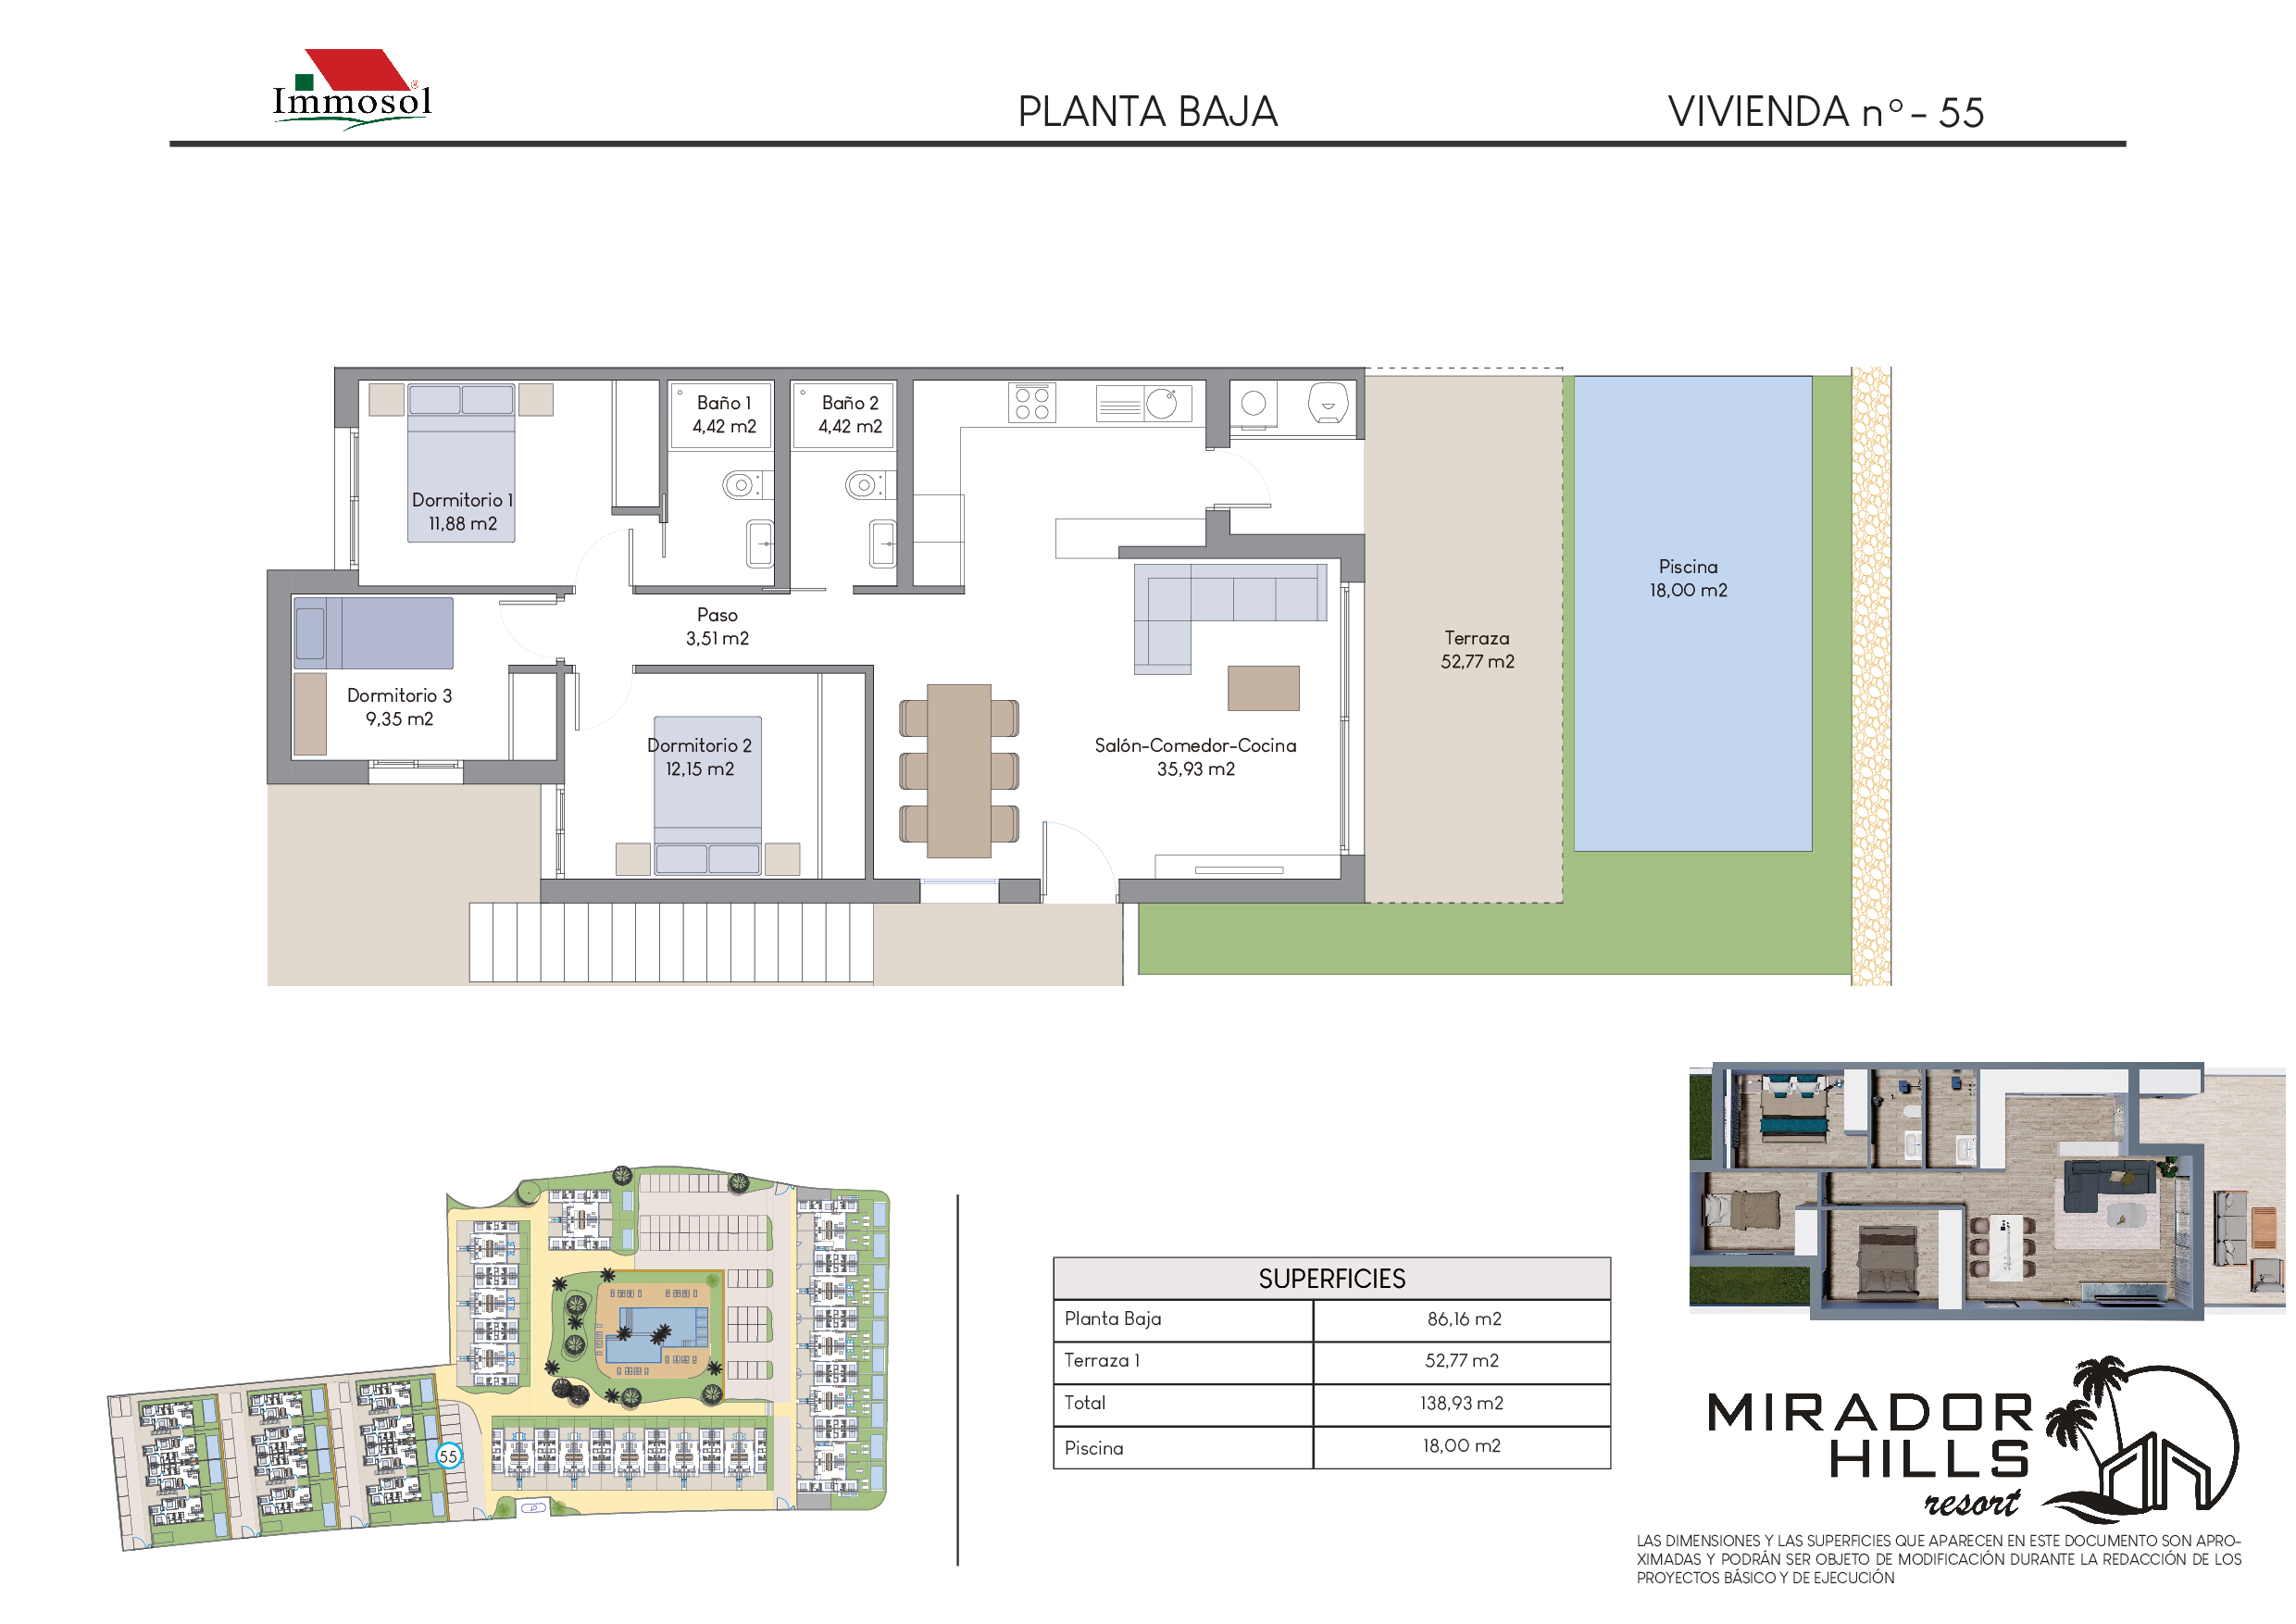 Immosol
PLANTA BAJA
VIVIENDA nº - 55
Baño 1
4,42 m2
Baño 2
4,42 m2
Dormitorio 1
11,88 m2
Piscina
18,00 m2
Paso
3,51 m2
Terraza
52,77 m2
Dormitorio 3
9,35 m2
Dormitorio 2
12,15 m2
Salón-Comedor-Cocina
35,93 m2
55
SUPERFICIES
Planta Baja 86,16 m2
Terraza 1 52,77 m2
Total 138,93 m2
Piscina 18,00 m2
MIRADOR
HILLS
resort
LAS DIMENSIONES Y LAS SUPERFICIES QUE APARECEN EN ESTE DOCUMENTO SON APRO-
XIMADAS Y PODRÁN SER OBJETO DE MODIFICACIÓN DURANTE LA REDACCIÓN DE LOS
PROYECTOS BÁSICO Y DE EJECUCIÓN